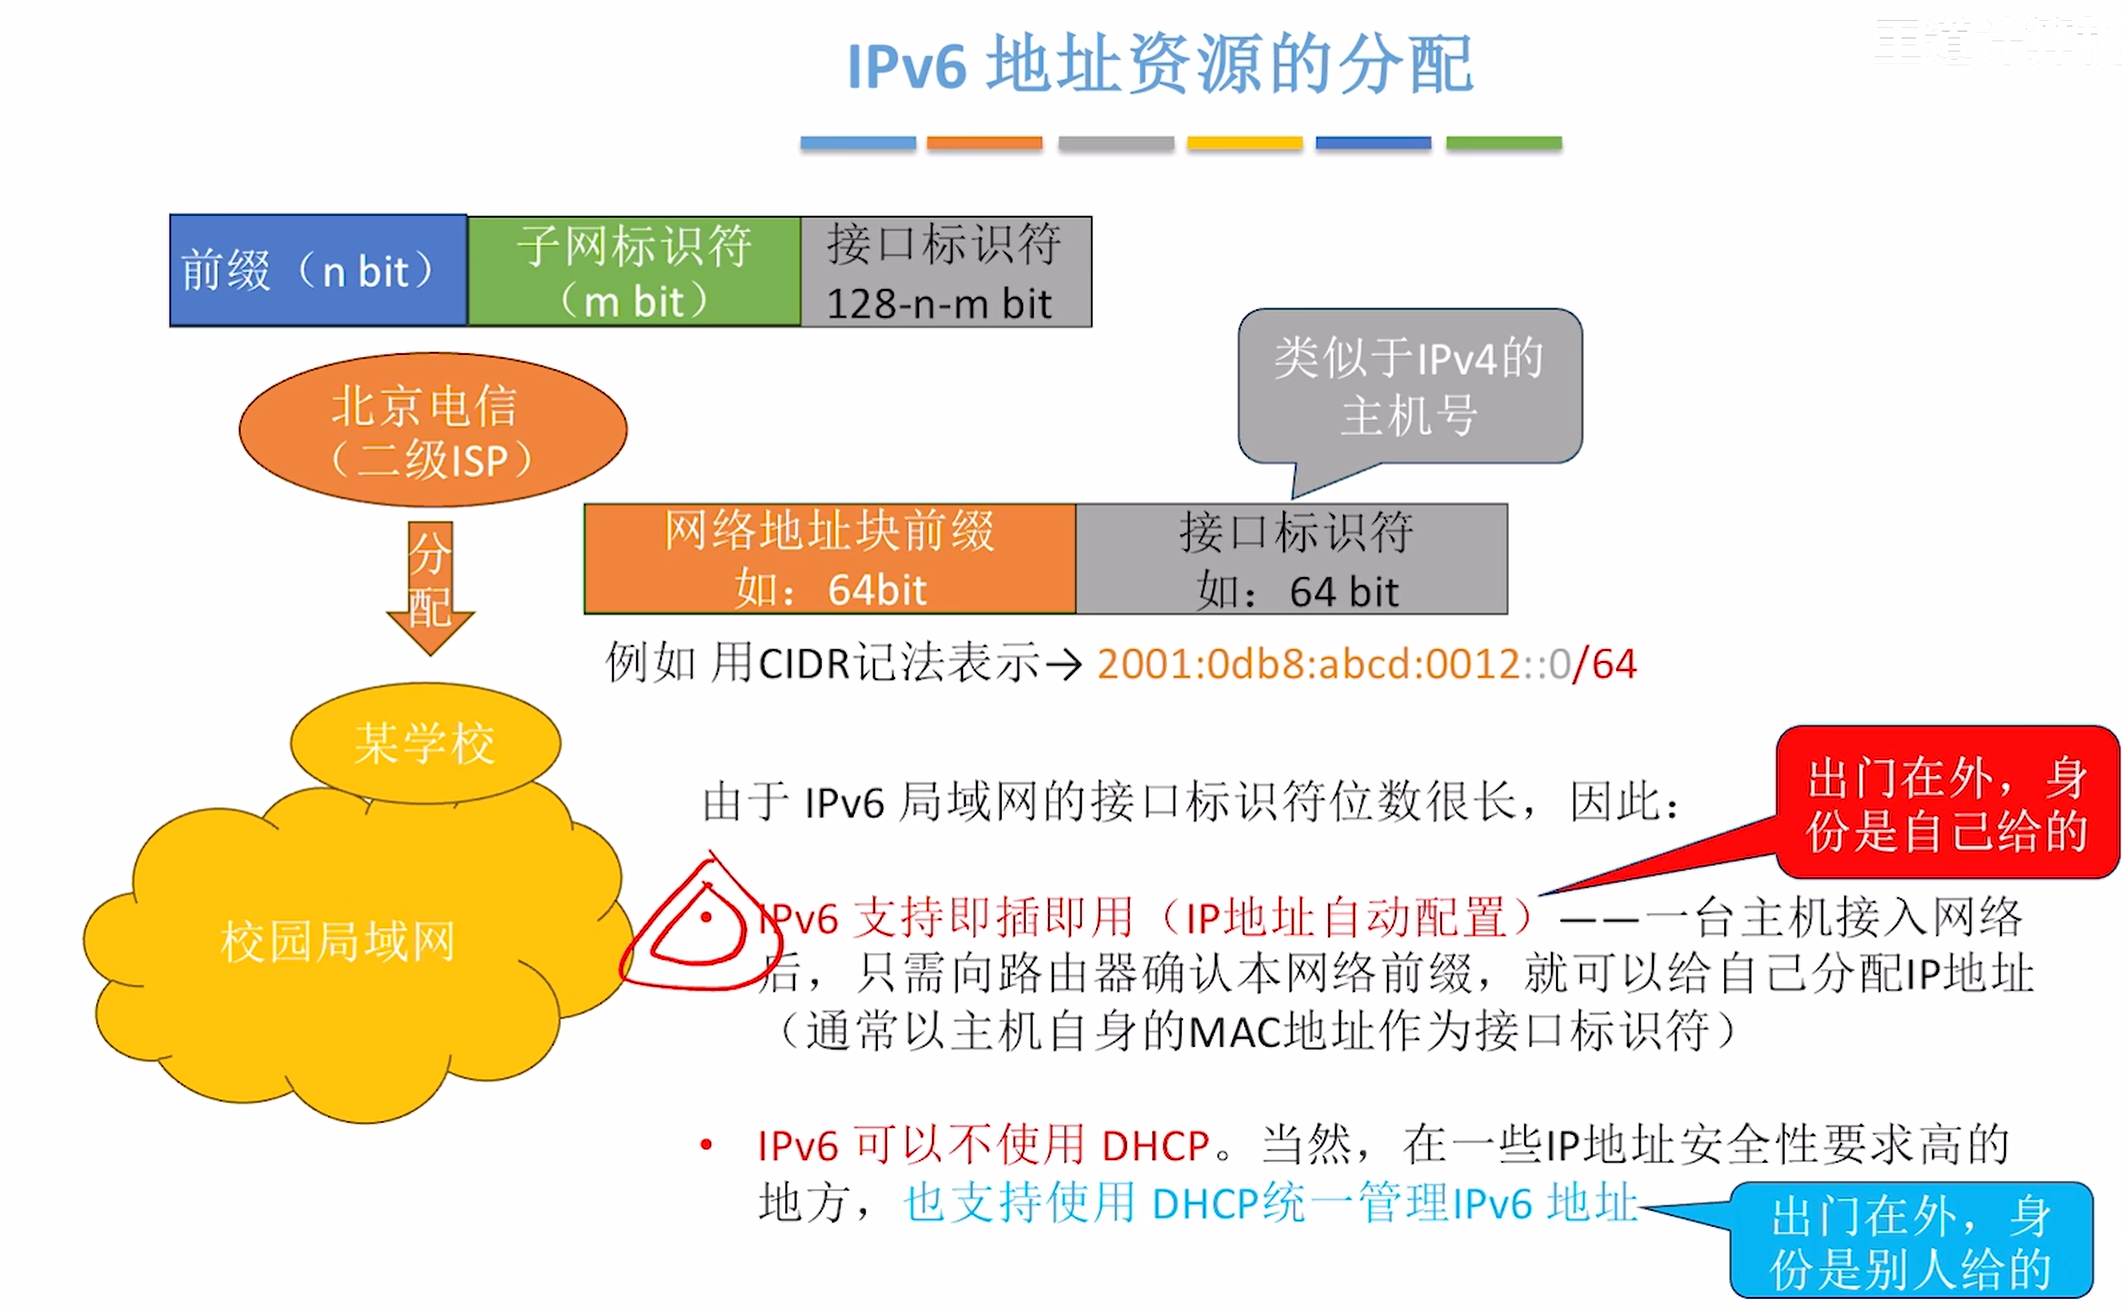 王道计算机
IPv6 地址资源的分配
前缀（n bit）
子网标识符
（m bit）
接口标识符
128-n-m bit
类似于IPv4的
主机号
北京电信
（二级ISP）
分
配
网络地址块前缀
如：64bit
接口标识符
如：64 bit
例如 用CIDR记法表示→ 2001:0db8:abcd:0012::0/64
某学校
校园局域网
由于 IPv6 局域网的接口标识符位数很长，因此：
出门在外，身
份是自己给的
• IPv6 支持即插即用（IP地址自动配置）——一台主机接入网络
后，只需向路由器确认本网络前缀，就可以给自己分配IP地址
（通常以主机自身的MAC地址作为接口标识符）
• IPv6 可以不使用 DHCP。当然，在一些IP地址安全性要求高的
地方，也支持使用 DHCP统一管理IPv6 地址
出门在外，身
份是别人给的